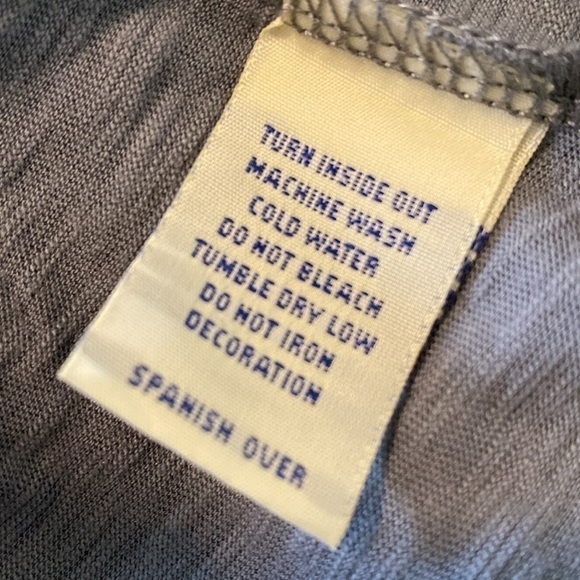 TURN INSIDE OUT
MACHINE WASH
COLD WATER
DO NOT BLEACH
TUMBLE DRY LOW
DO NOT IRON
DECORATION
SPANISH OVER